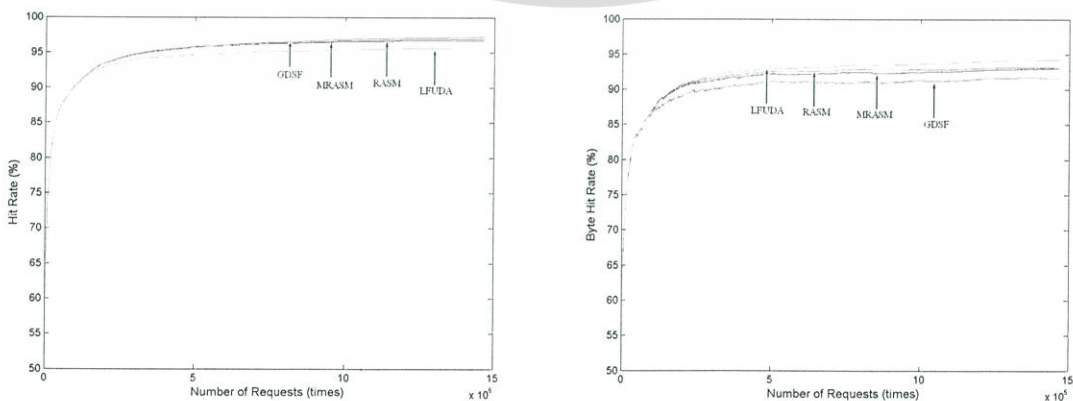 100
95
90
85
80
75
70
65
60
55
50
Hit Rate (%)
GDSF
MRASM
RASM
LFUDA
0
5
10
15
Number of Requests (times)
x 10⁵
100
95
90
85
80
75
70
65
60
55
50
Byte Hit Rate (%)
LFUDA
RASM
MRASM
GDSF
0
5
10
15
Number of Requests (times)
x 10⁵